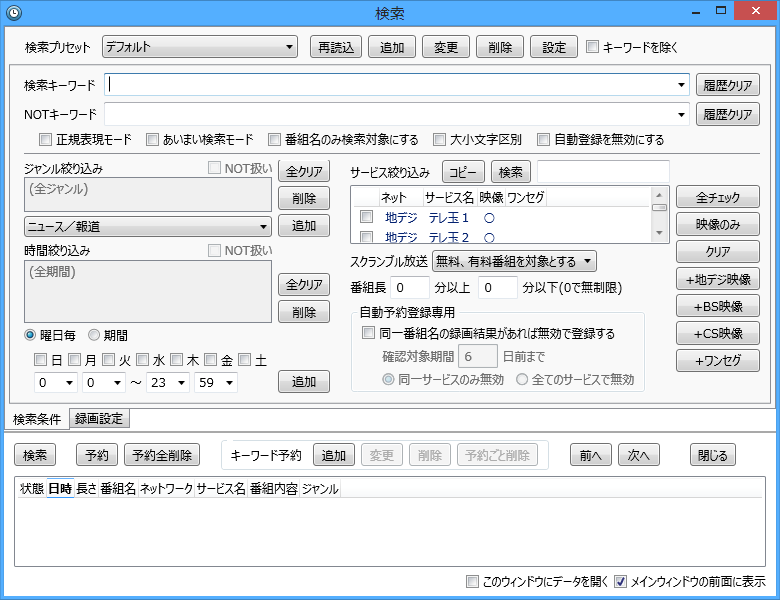 検索
検索プリセット デフォルト 再読込 追加 変更 削除 設定 キーワードを除く
検索キーワード 履歴クリア
NOTキーワード 履歴クリア
正規表現モード あいまい検索モード 番組名のみ検索対象にする 大小文字区別 自動登録を無効にする
ジャンル絞り込み NOT扱い 全クリア
(全ジャンル)
削除
ニュース／報道 追加
時間絞り込み NOT扱い
(全期間)
全クリア
削除
曜日毎 期間
日 月 火 水 木 金 土
0 0 ～ 23 59 追加
サービス絞り込み コピー 検索
ネット サービス名 映像 ワンセグ
地デジ テレ玉１ ○
地デジ テレ玉２ ○
スクランブル放送 無料、有料番組を対象とする
番組長 0 分以上 0 分以下(0で無制限)
自動予約登録専用
同一番組名の録画結果があれば無効で登録する
確認対象期間 6 日前まで
同一サービスのみ無効 全てのサービスで無効
全チェック
映像のみ
クリア
+地デジ映像
+BS映像
+CS映像
+ワンセグ
検索条件 録画設定
検索 予約 予約全削除 キーワード予約 追加 変更 削除 予約ごと削除 前へ 次へ 閉じる
状態 日時 長さ 番組名 ネットワーク サービス名 番組内容 ジャンル
このウィンドウにデータを開く メインウィンドウの前面に表示